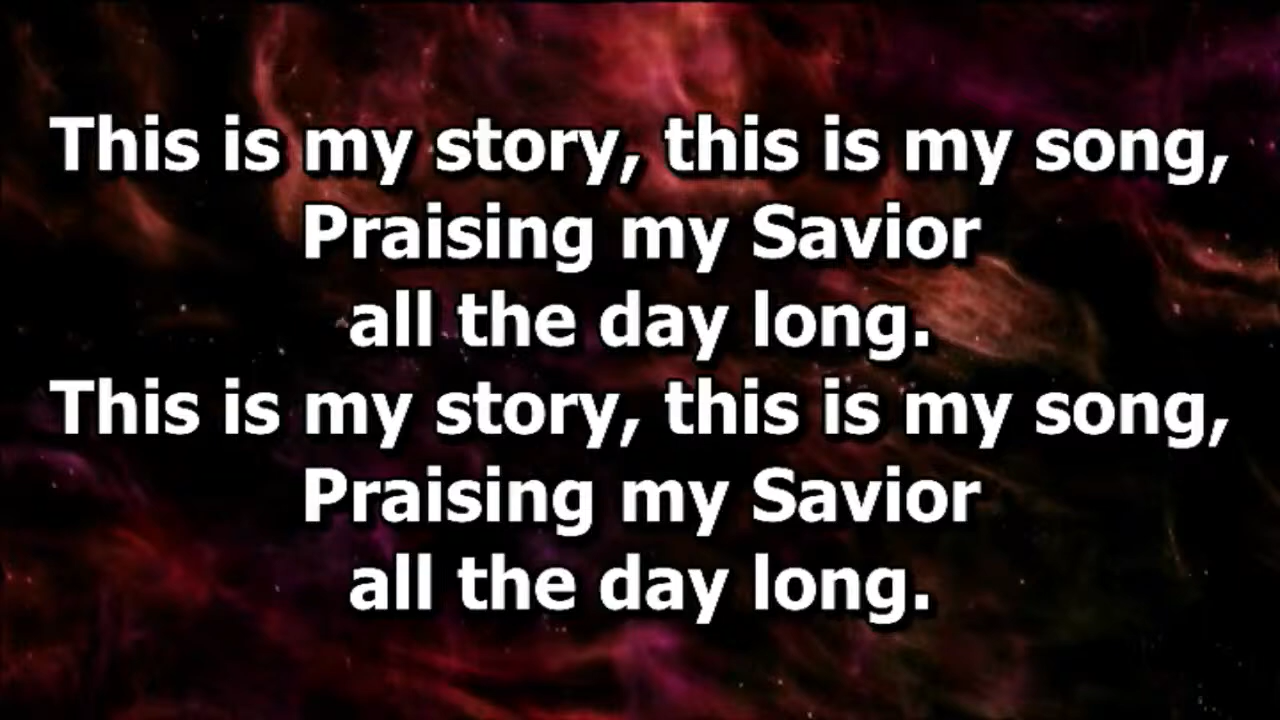 This is my story, this is my song,
Praising my Savior
all the day long.
This is my story, this is my song,
Praising my Savior
all the day long.